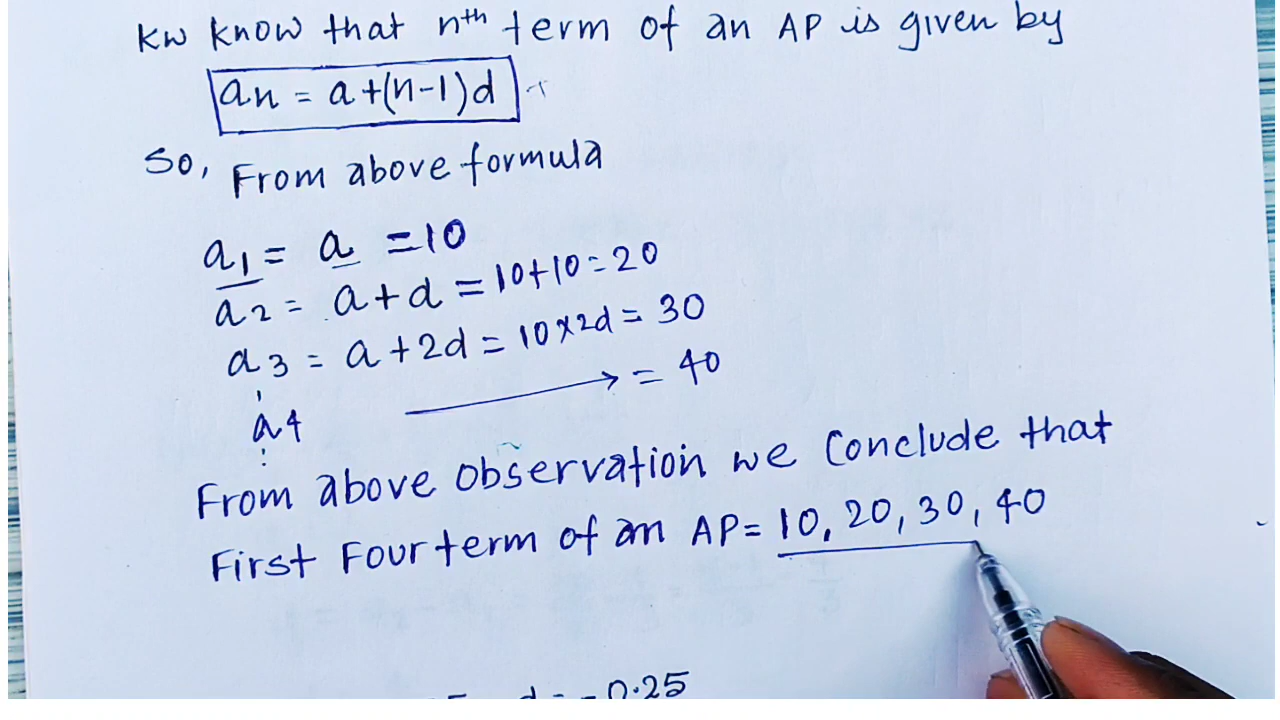 Kw know that nth term of an AP is given by
an = a+(n-1)d
So, From above formula
a1 = a =10
a2 = a+d = 10+10=20
a3 = a+2d = 10×2d = 30
a4 → = 40
From above observation we Conclude that
First Four term of an AP= 10, 20, 30, 40
d = -0.25